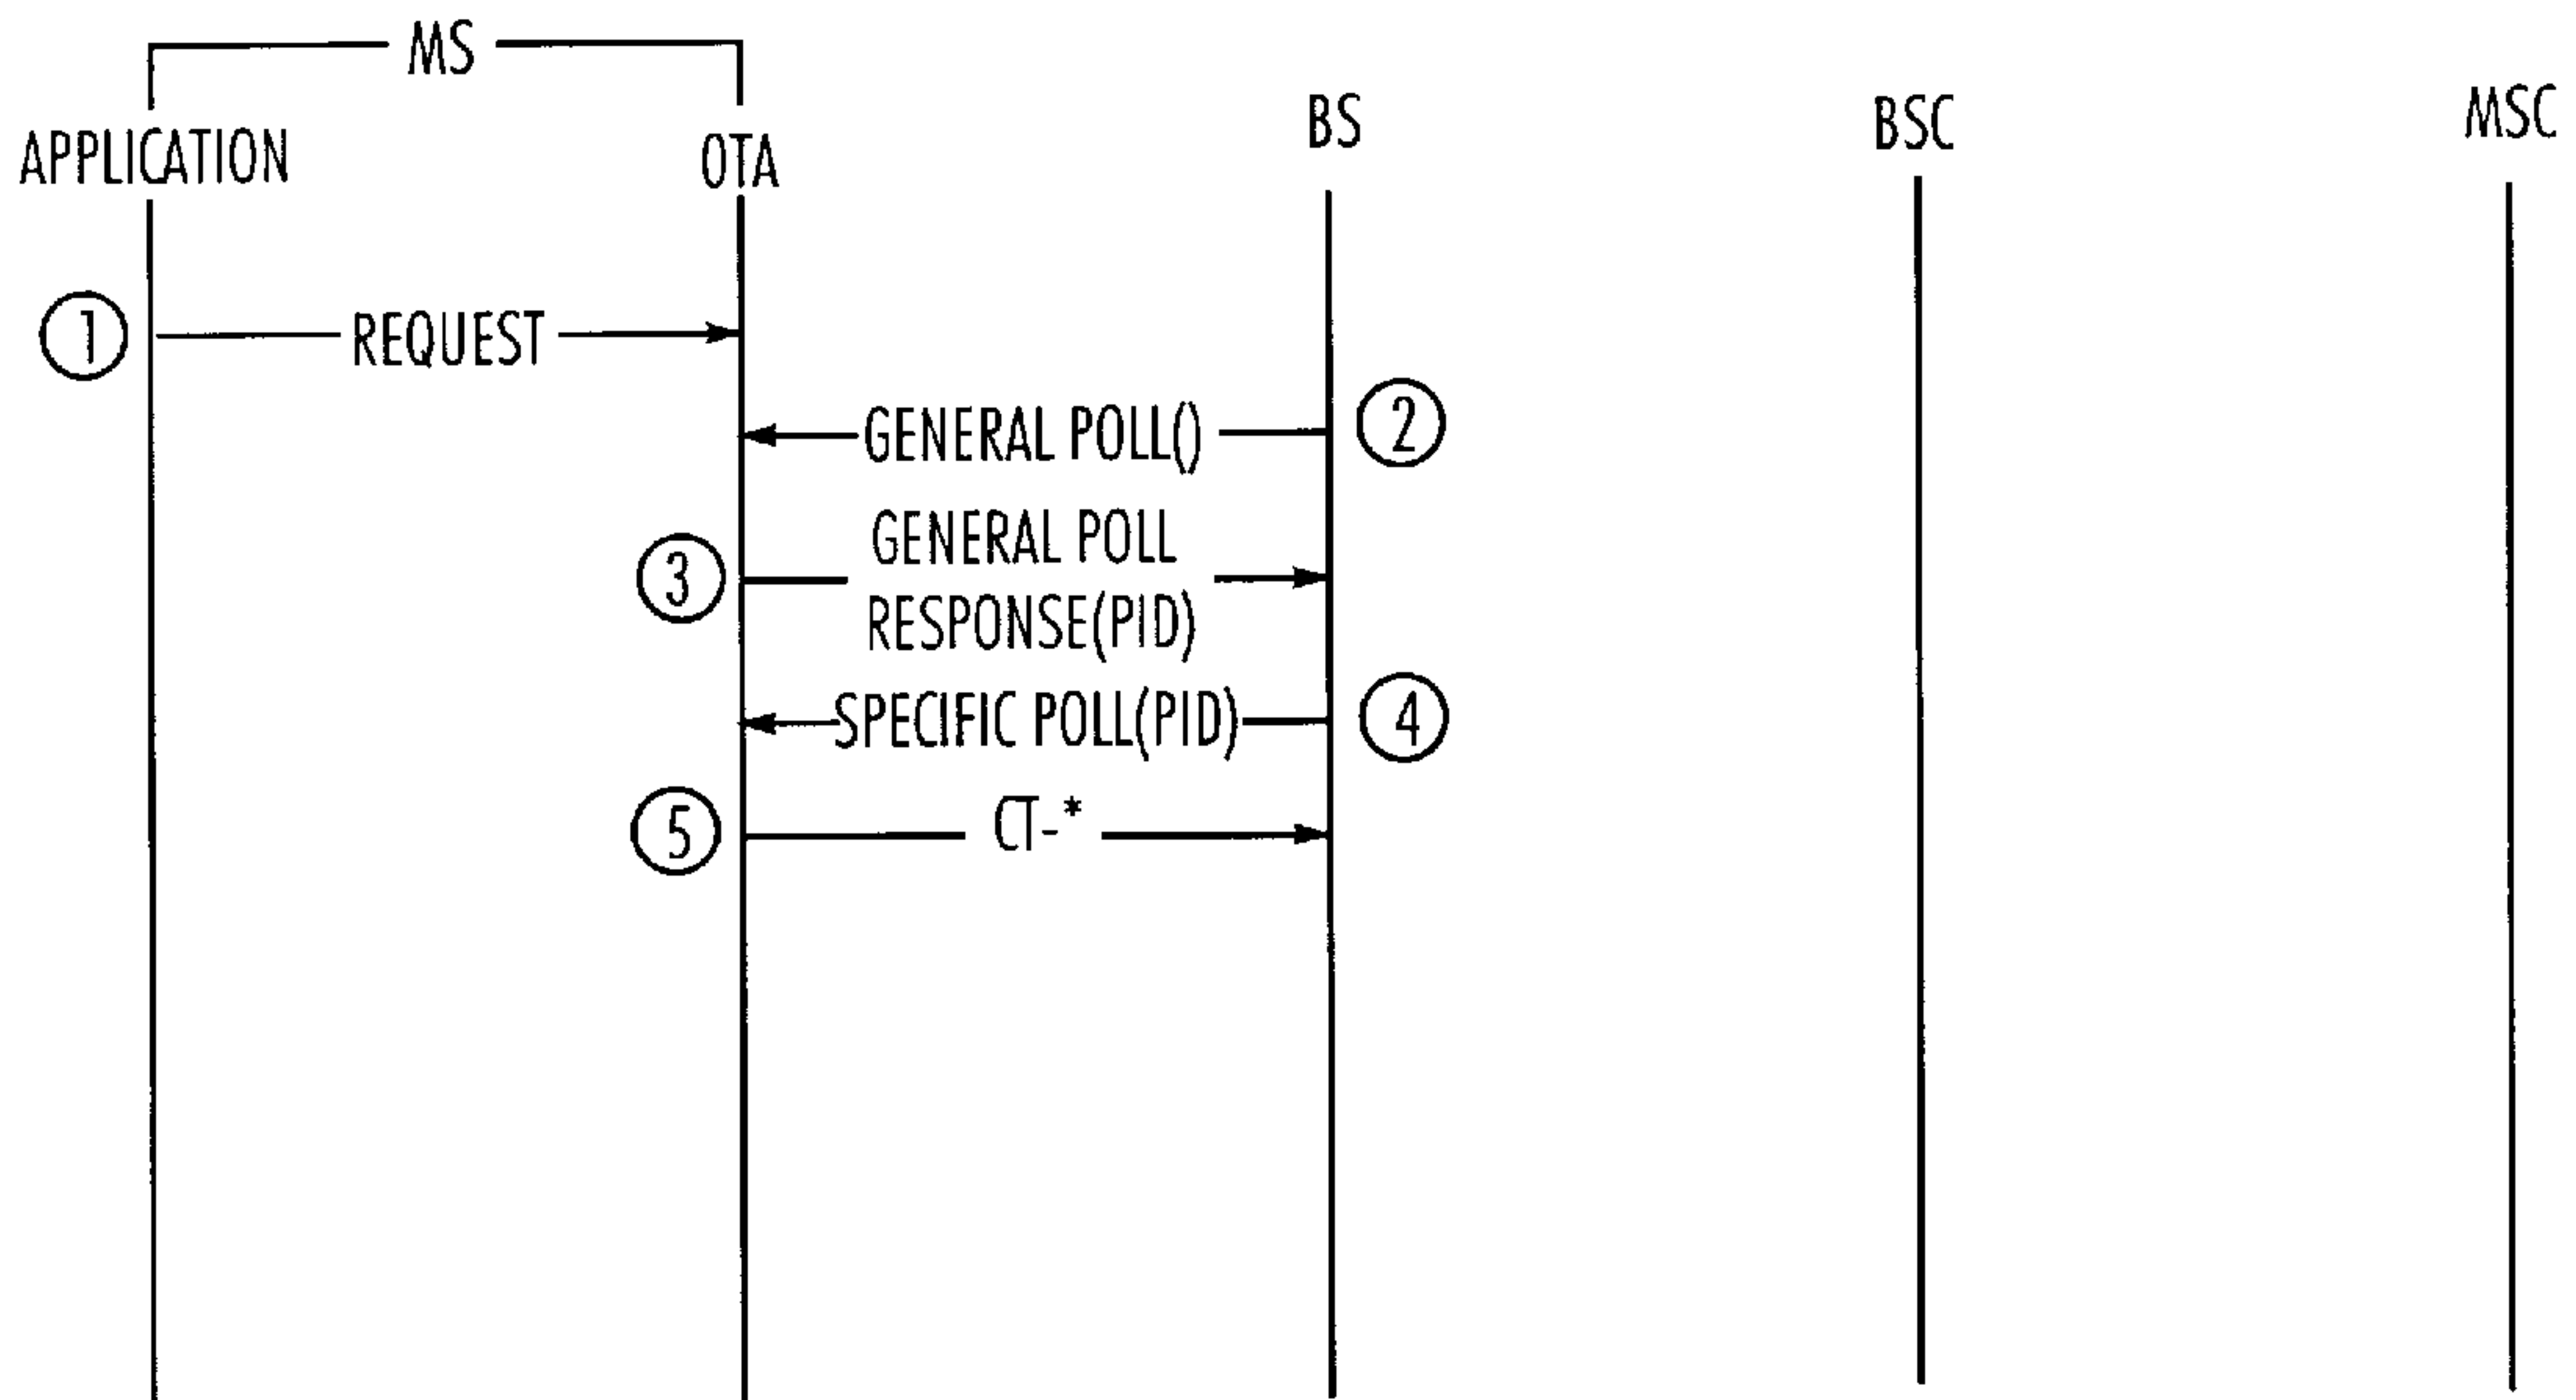 MS
APPLICATION
OTA
BS
BSC
MSC
1
REQUEST
GENERAL POLL()
2
3
GENERAL POLL
RESPONSE(PID)
SPECIFIC POLL(PID)
4
5
CT-*